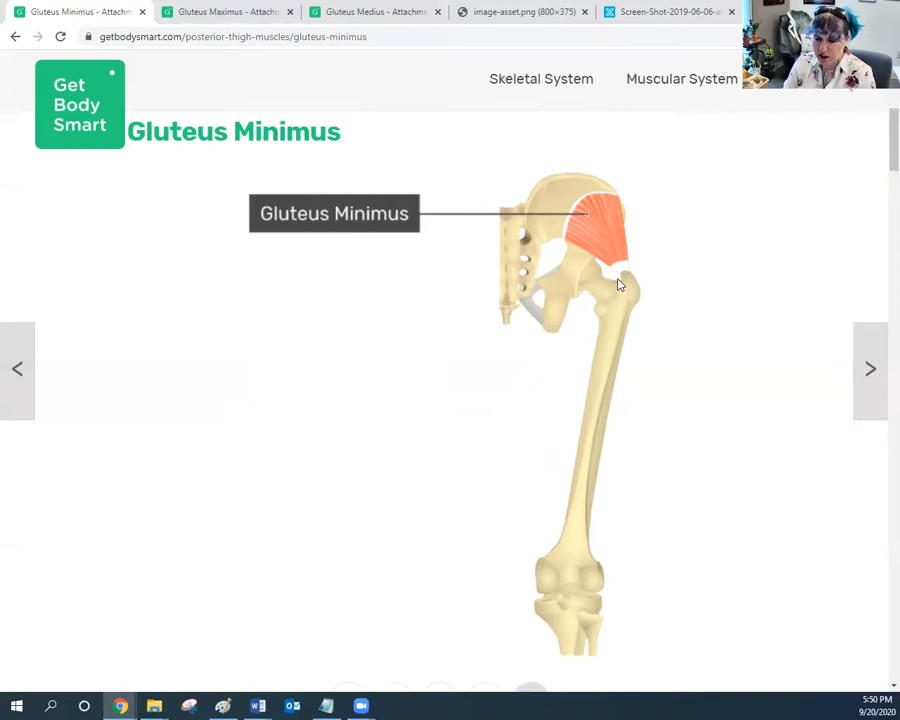 Gluteus Minimus - Attachm
Gluteus Maximus - Attachm
Gluteus Medius - Attachme
image-asset.png (800×375)
Screen-Shot-2019-06-06-a
getbodysmart.com/posterior-thigh-muscles/gluteus-minimus
Get
Body
Smart
Skeletal System
Muscular System
Gluteus Minimus
Gluteus Minimus
<
>
5:50 PM
9/20/2020